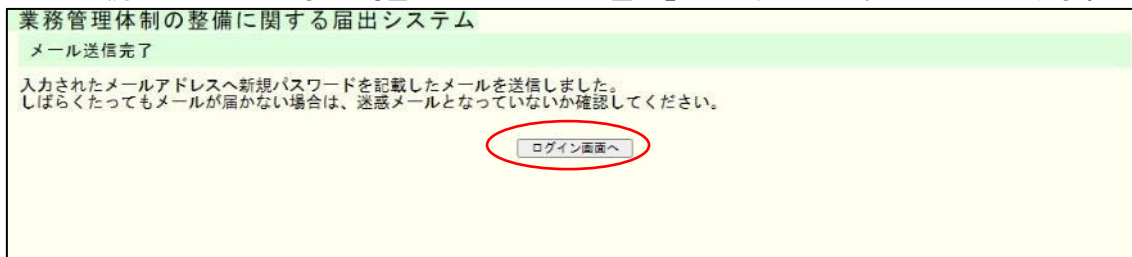 業務管理体制の整備に関する届出システム
メール送信完了
入力されたメールアドレスへ新規パスワードを記載したメールを送信しました。
しばらくたってもメールが届かない場合は、迷惑メールとなっていないか確認してください。
ログイン画面へ